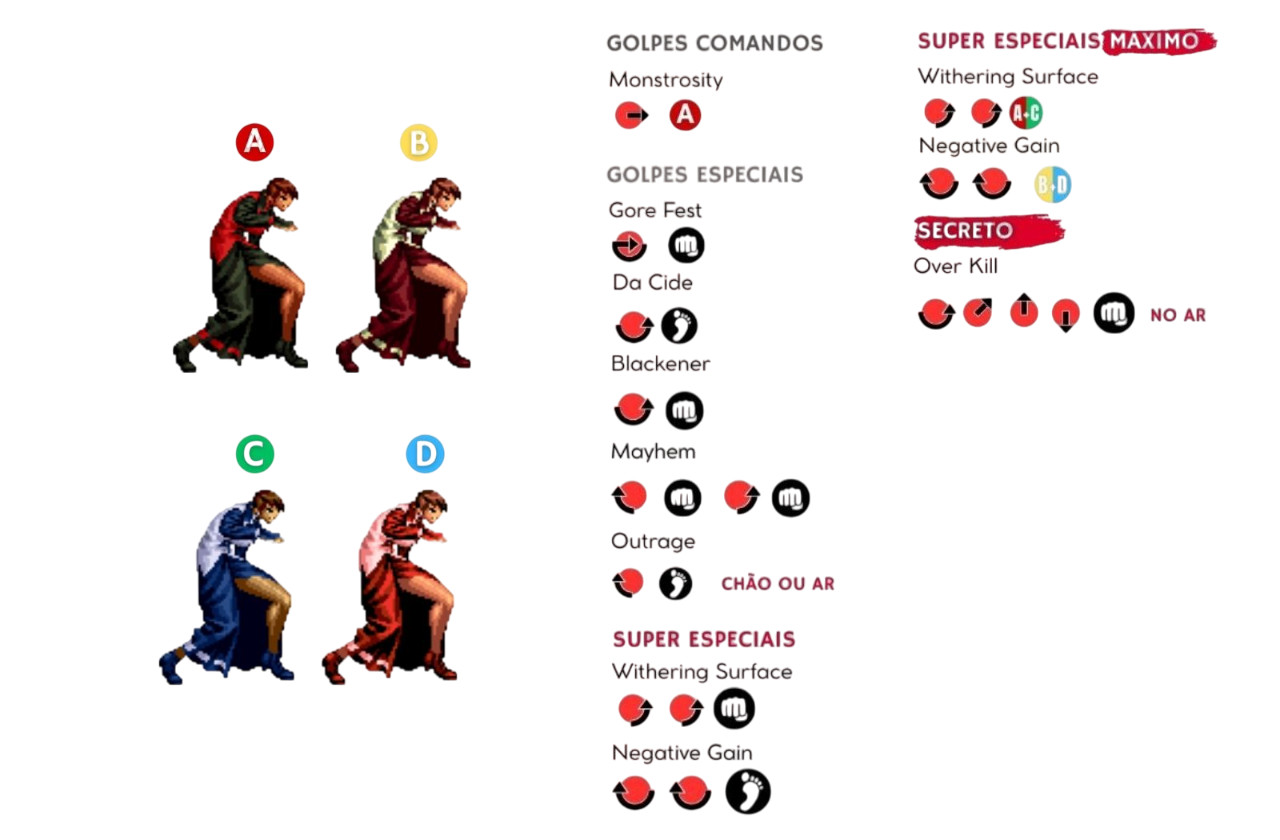 A
B
C
D
GOLPES COMANDOS
Monstrosity
A
GOLPES ESPECIAIS
Gore Fest
Da Cide
Blackener
Mayhem
Outrage
CHÃO OU AR
SUPER ESPECIAIS
Withering Surface
Negative Gain
SUPER ESPECIAIS MAXIMO
Withering Surface
A+C
Negative Gain
B+D
SECRETO
Over Kill
NO AR